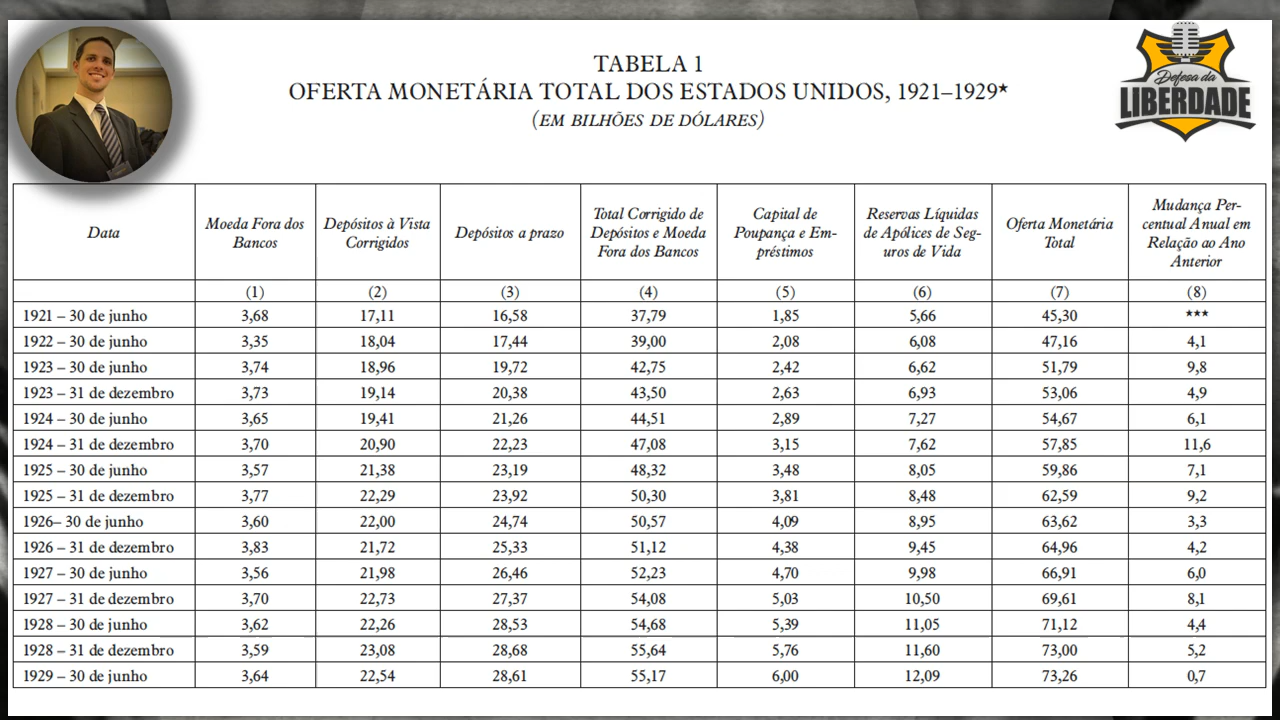 TABELA 1
OFERTA MONETÁRIA TOTAL DOS ESTADOS UNIDOS, 1921–1929*
(EM BILHÕES DE DÓLARES)
Defesa da
LIBERDADE
Data
Moeda Fora dos
Bancos
Depósitos à Vista
Corrigidos
Depósitos a prazo
Total Corrigido de
Depósitos e Moeda
Fora dos Bancos
Capital de
Poupança e Em-
préstimos
Reservas Líquidas
de Apólices de Seg-
uros de Vida
Oferta Monetária
Total
Mudança Per-
centual Anual em
Relação ao Ano
Anterior
(1) (2) (3) (4) (5) (6) (7) (8)
1921 – 30 de junho 3,68 17,11 16,58 37,79 1,85 5,66 45,30 ***
1922 – 30 de junho 3,35 18,04 17,44 39,00 2,08 6,08 47,16 4,1
1923 – 30 de junho 3,74 18,96 19,72 42,75 2,42 6,62 51,79 9,8
1923 – 31 de dezembro 3,73 19,14 20,38 43,50 2,63 6,93 53,06 4,9
1924 – 30 de junho 3,65 19,41 21,26 44,51 2,89 7,27 54,67 6,1
1924 – 31 de dezembro 3,70 20,90 22,23 47,08 3,15 7,62 57,85 11,6
1925 – 30 de junho 3,57 21,38 23,19 48,32 3,48 8,05 59,86 7,1
1925 – 31 de dezembro 3,77 22,29 23,92 50,30 3,81 8,48 62,59 9,2
1926– 30 de junho 3,60 22,00 24,74 50,57 4,09 8,95 63,62 3,3
1926 – 31 de dezembro 3,83 21,72 25,33 51,12 4,38 9,45 64,96 4,2
1927 – 30 de junho 3,56 21,98 26,46 52,23 4,70 9,98 66,91 6,0
1927 – 31 de dezembro 3,70 22,73 27,37 54,08 5,03 10,50 69,61 8,1
1928 – 30 de junho 3,62 22,26 28,53 54,68 5,39 11,05 71,12 4,4
1928 – 31 de dezembro 3,59 23,08 28,68 55,64 5,76 11,60 73,00 5,2
1929 – 30 de junho 3,64 22,54 28,61 55,17 6,00 12,09 73,26 0,7